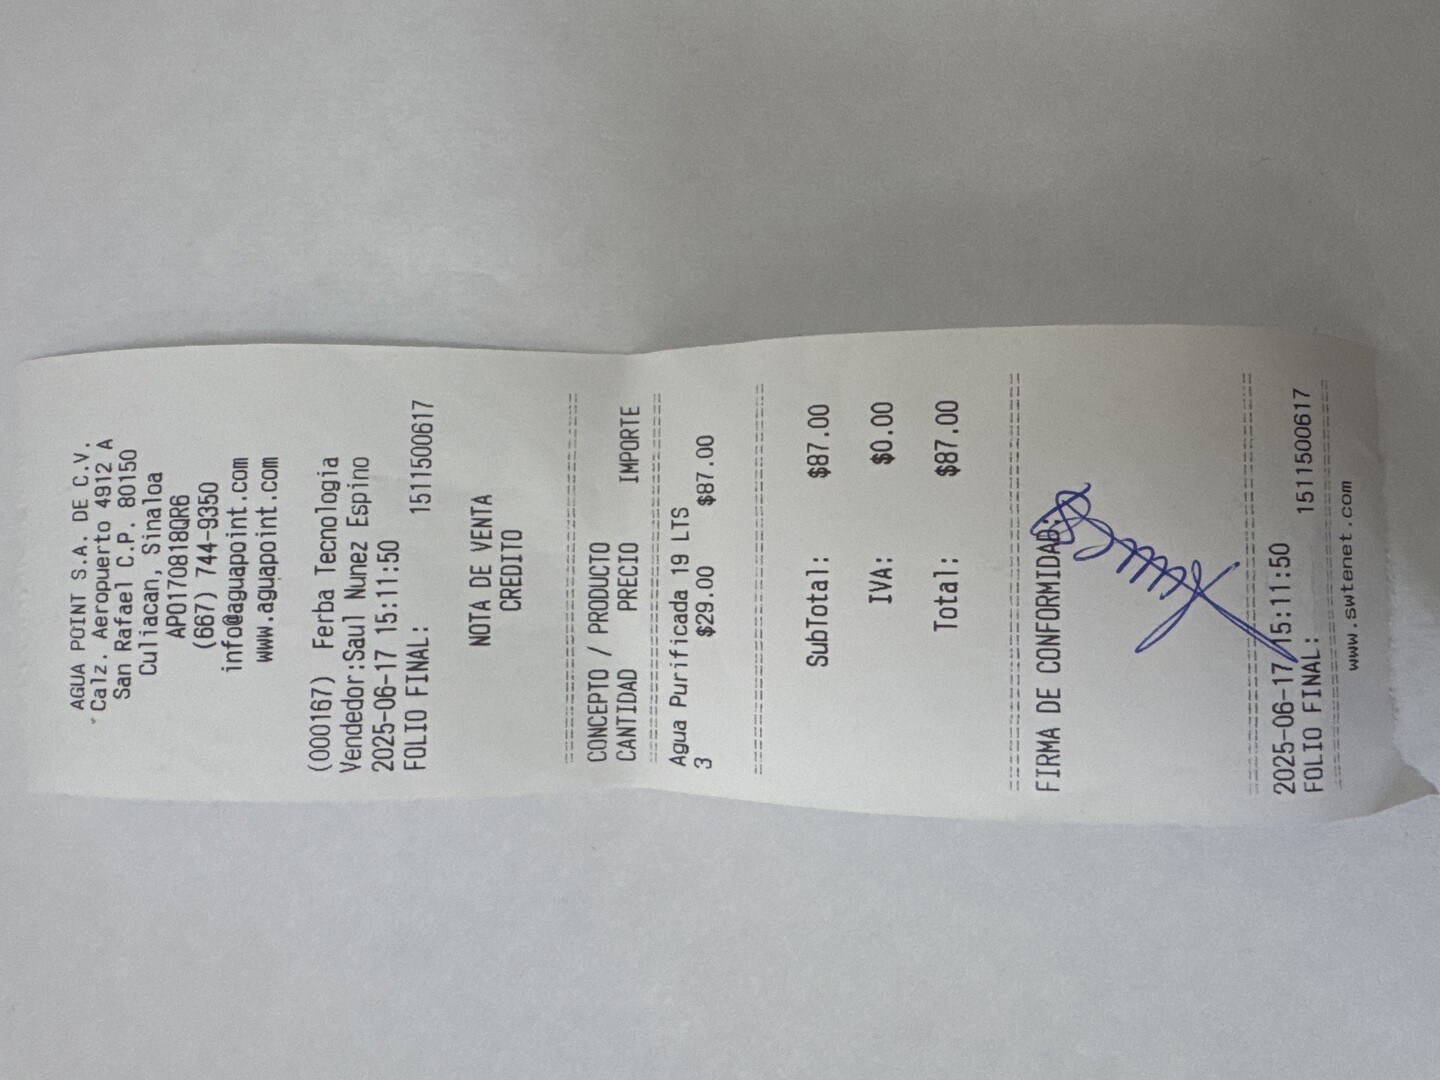 AGUA POINT S.A. DE C.V.
Calz. Aeropuerto 4912 A
San Rafael C.P. 80150
Culiacan, Sinaloa
APO170818QR6
(667) 744-9350
info@aguapoint.com
www.aguapoint.com
(000167) Ferba Tecnologia
Vendedor:Saul Nunez Espino
2025-06-17 15:11:50
FOLIO FINAL: 1511500617
NOTA DE VENTA
CREDITO
CONCEPTO / PRODUCTO
CANTIDAD PRECIO IMPORTE
Agua Purificada 19 LTS
3 $29.00 $87.00
SubTotal: $87.00
IVA: $0.00
Total: $87.00
FIRMA DE CONFORMIDAD:
2025-06-17 15:11:50
FOLIO FINAL: 1511500617
www.swtenet.com